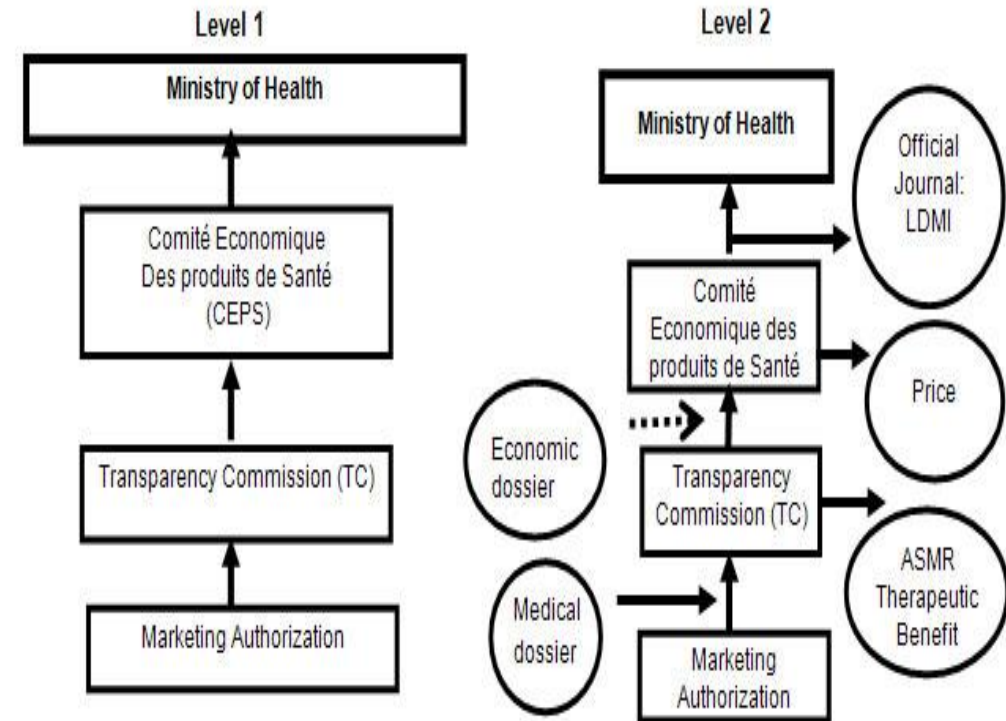 Level 1
Ministry of Health
Comité Economique
Des produits de Santé
(CEPS)
Transparency Commission (TC)
Marketing Authorization
Level 2
Ministry of Health
Official
Journal:
LDMI
Comité
Economique des
produits de Santé
Price
Economic
dossier
Transparency
Commission (TC)
ASMR
Therapeutic
Benefit
Medical
dossier
Marketing
Authorization